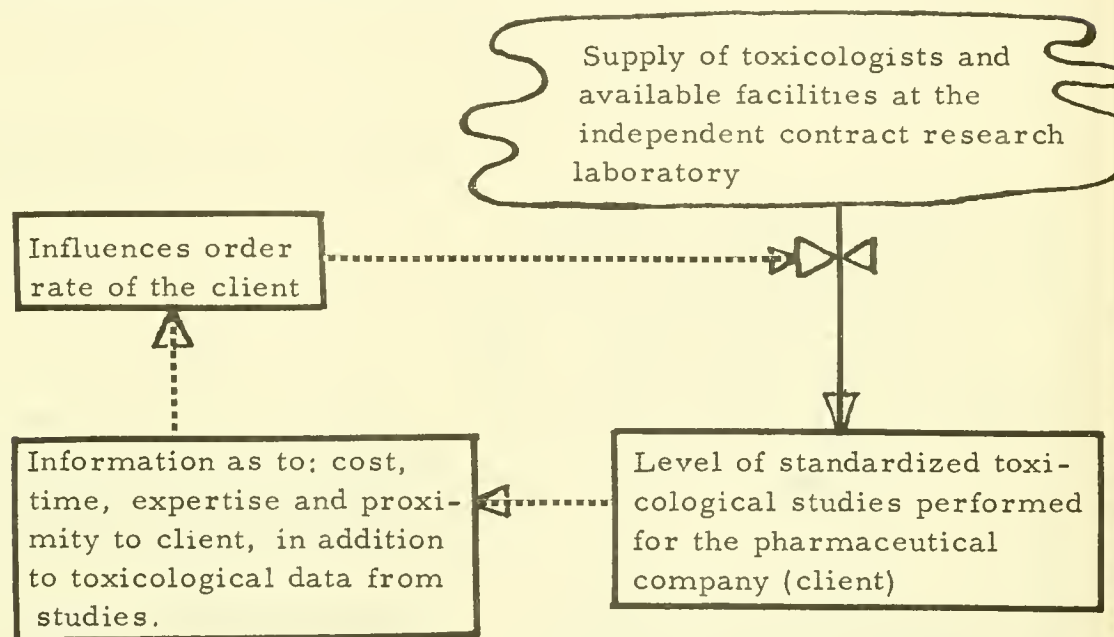 Supply of toxicologists and
available facilities at the
independent contract research
laboratory
Influences order
rate of the client
Information as to: cost,
time, expertise and proxi-
mity to client, in addition
to toxicological data from
studies.
Level of standardized toxi-
cological studies performed
for the pharmaceutical
company (client)